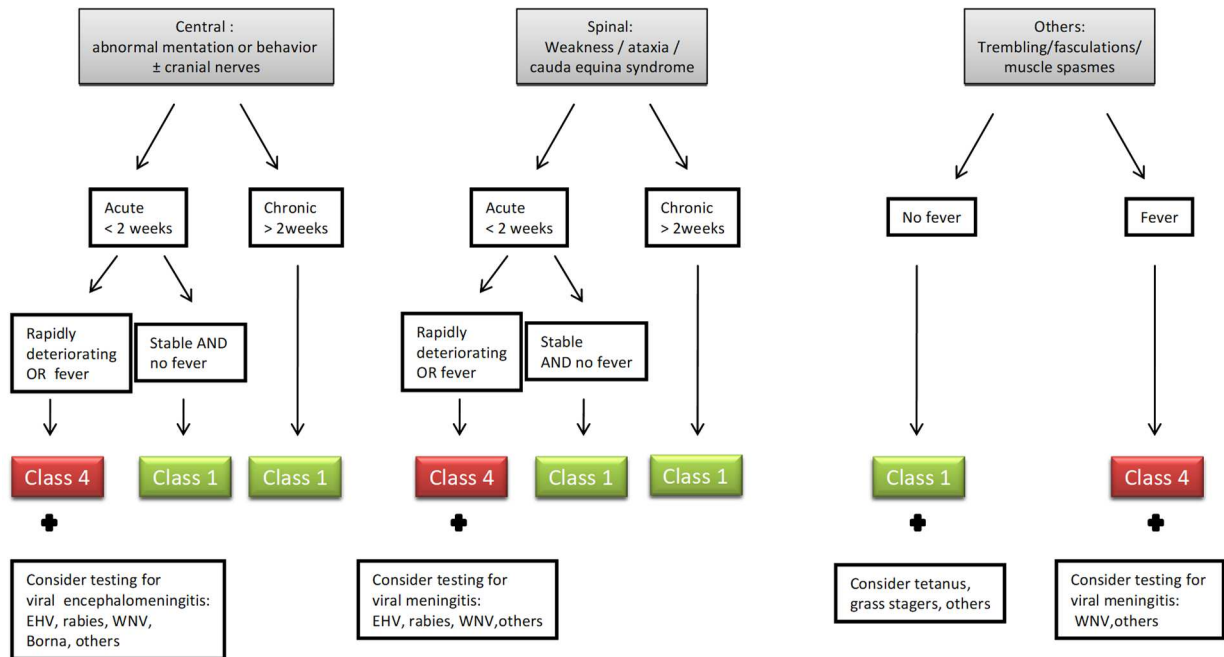 Central :
abnormal mentation or behavior
± cranial nerves
Spinal:
Weakness / ataxia /
cauda equina syndrome
Others:
Trembling/fasculations/
muscle spasmes
Acute
< 2 weeks
Chronic
> 2weeks
Acute
< 2 weeks
Chronic
> 2weeks
No fever
Fever
Rapidly
deteriorating
OR fever
Stable AND
no fever
Rapidly
deteriorating
OR fever
Stable
AND no fever
Class 4
Class 1
Class 1
Class 4
Class 1
Class 1
Class 1
Class 4
Consider testing for
viral encephalomeningitis:
EHV, rabies, WNV,
Borna, others
Consider testing for
viral meningitis:
EHV, rabies, WNV,others
Consider tetanus,
grass stagers, others
Consider testing for
viral meningitis:
WNV,others